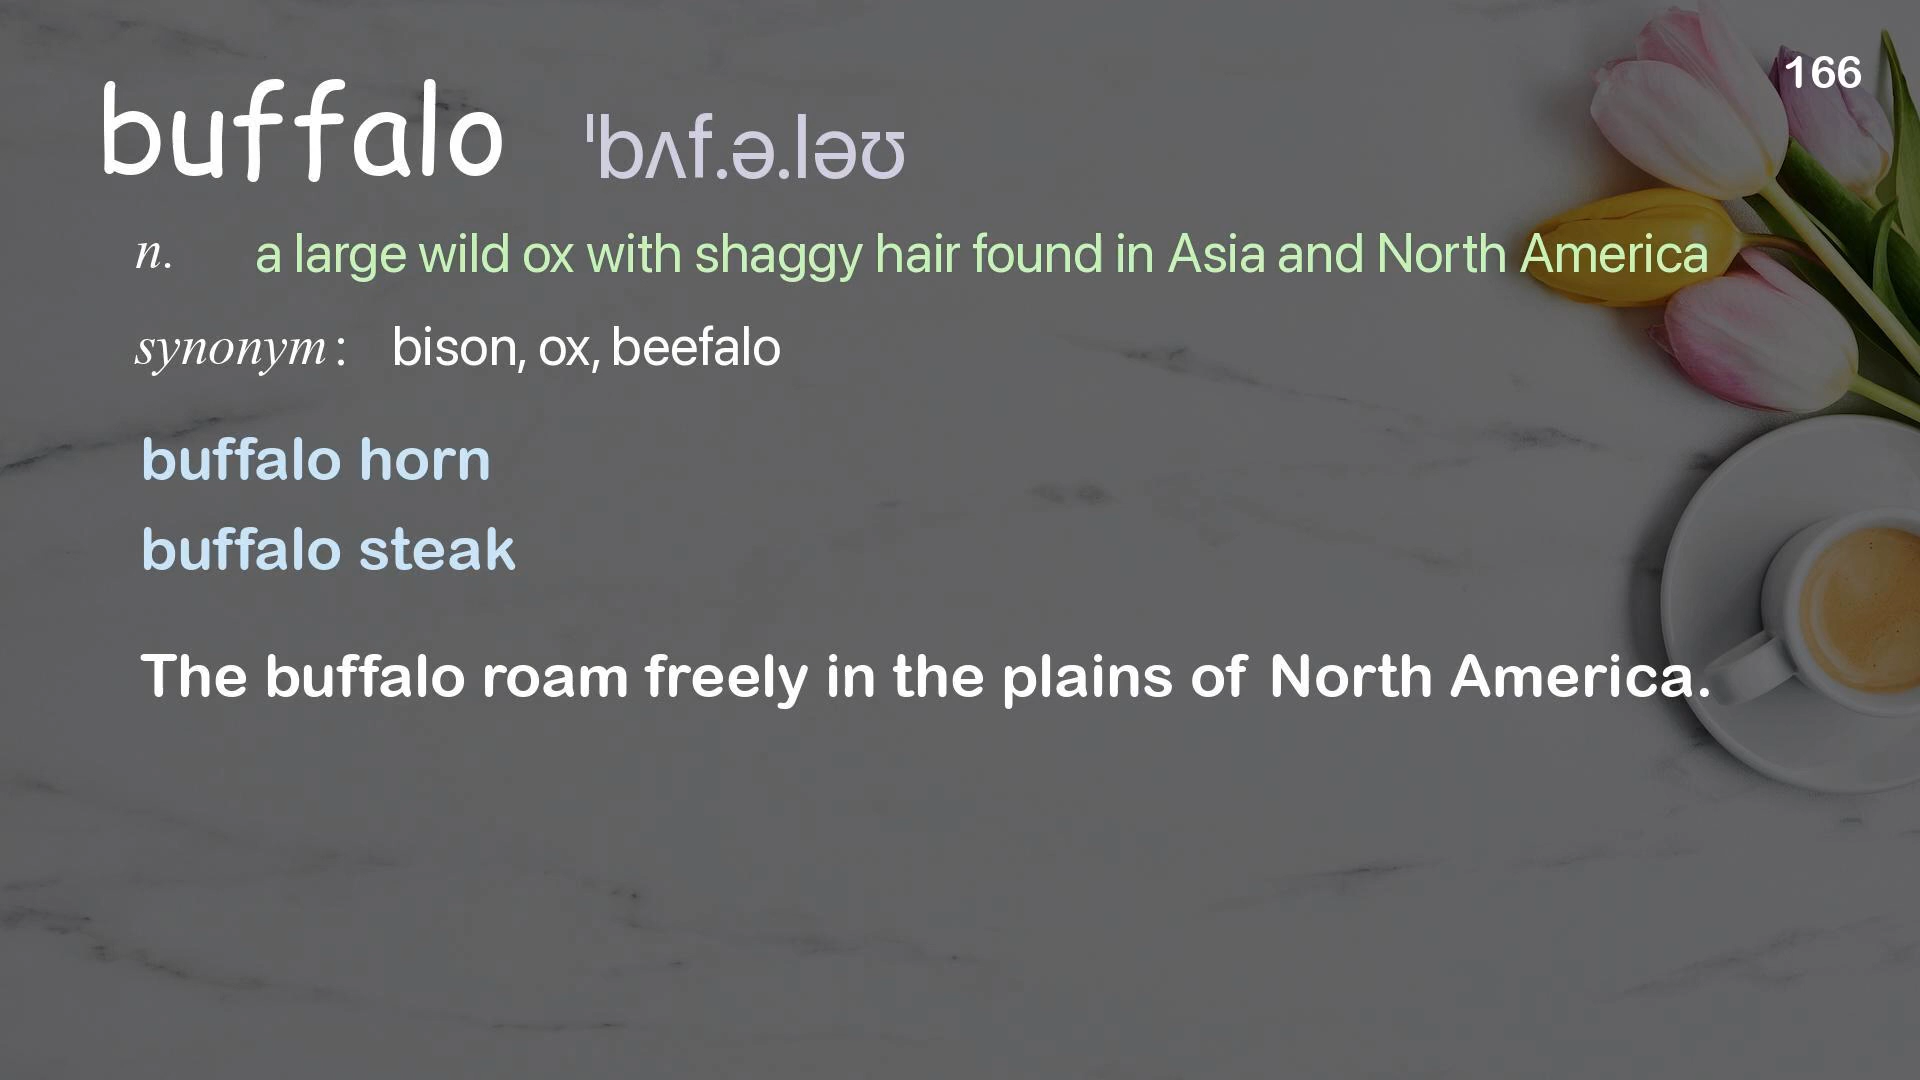 166
buffalo ˈbʌf.ə.ləʊ
n. a large wild ox with shaggy hair found in Asia and North America
synonym: bison, ox, beefalo
buffalo horn
buffalo steak
The buffalo roam freely in the plains of North America.